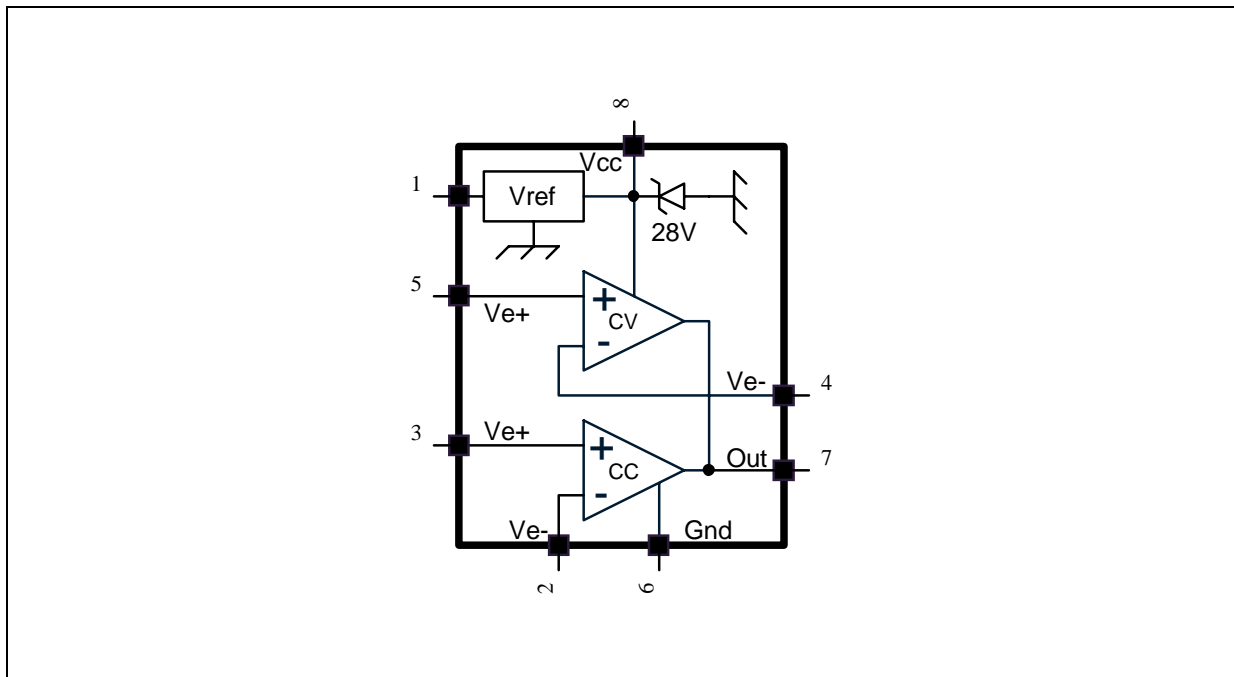 8
Vcc
1
Vref
28V
5
Ve+
+
CV
-
Ve-
4
3
Ve+
+
CC
-
Out
7
Ve-
Gnd
2
6